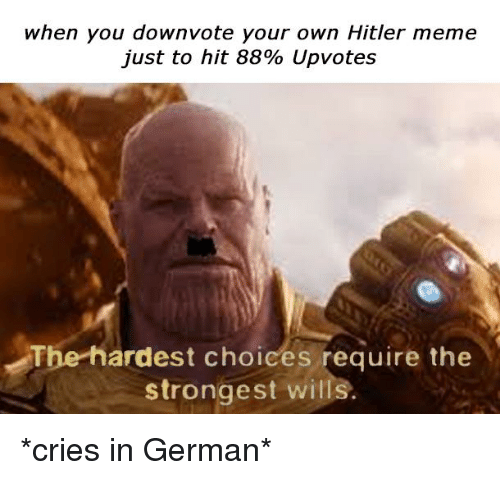 when you downvote your own Hitler meme
just to hit 88% Upvotes
The hardest choices require the
strongest wills.
*cries in German*